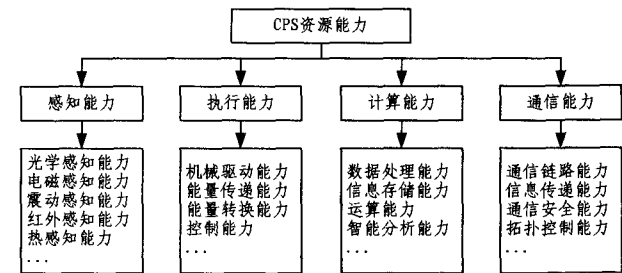 CPS资源能力
感知能力
执行能力
计算能力
通信能力
光学感知能力
电磁感知能力
震动感知能力
红外感知能力
热感知能力
...
机械驱动能力
能量传递能力
能量转换能力
控制能力
...
数据处理能力
信息存储能力
运算能力
智能分析能力
...
通信链路能力
信息传递能力
通信安全能力
拓扑控制能力
...